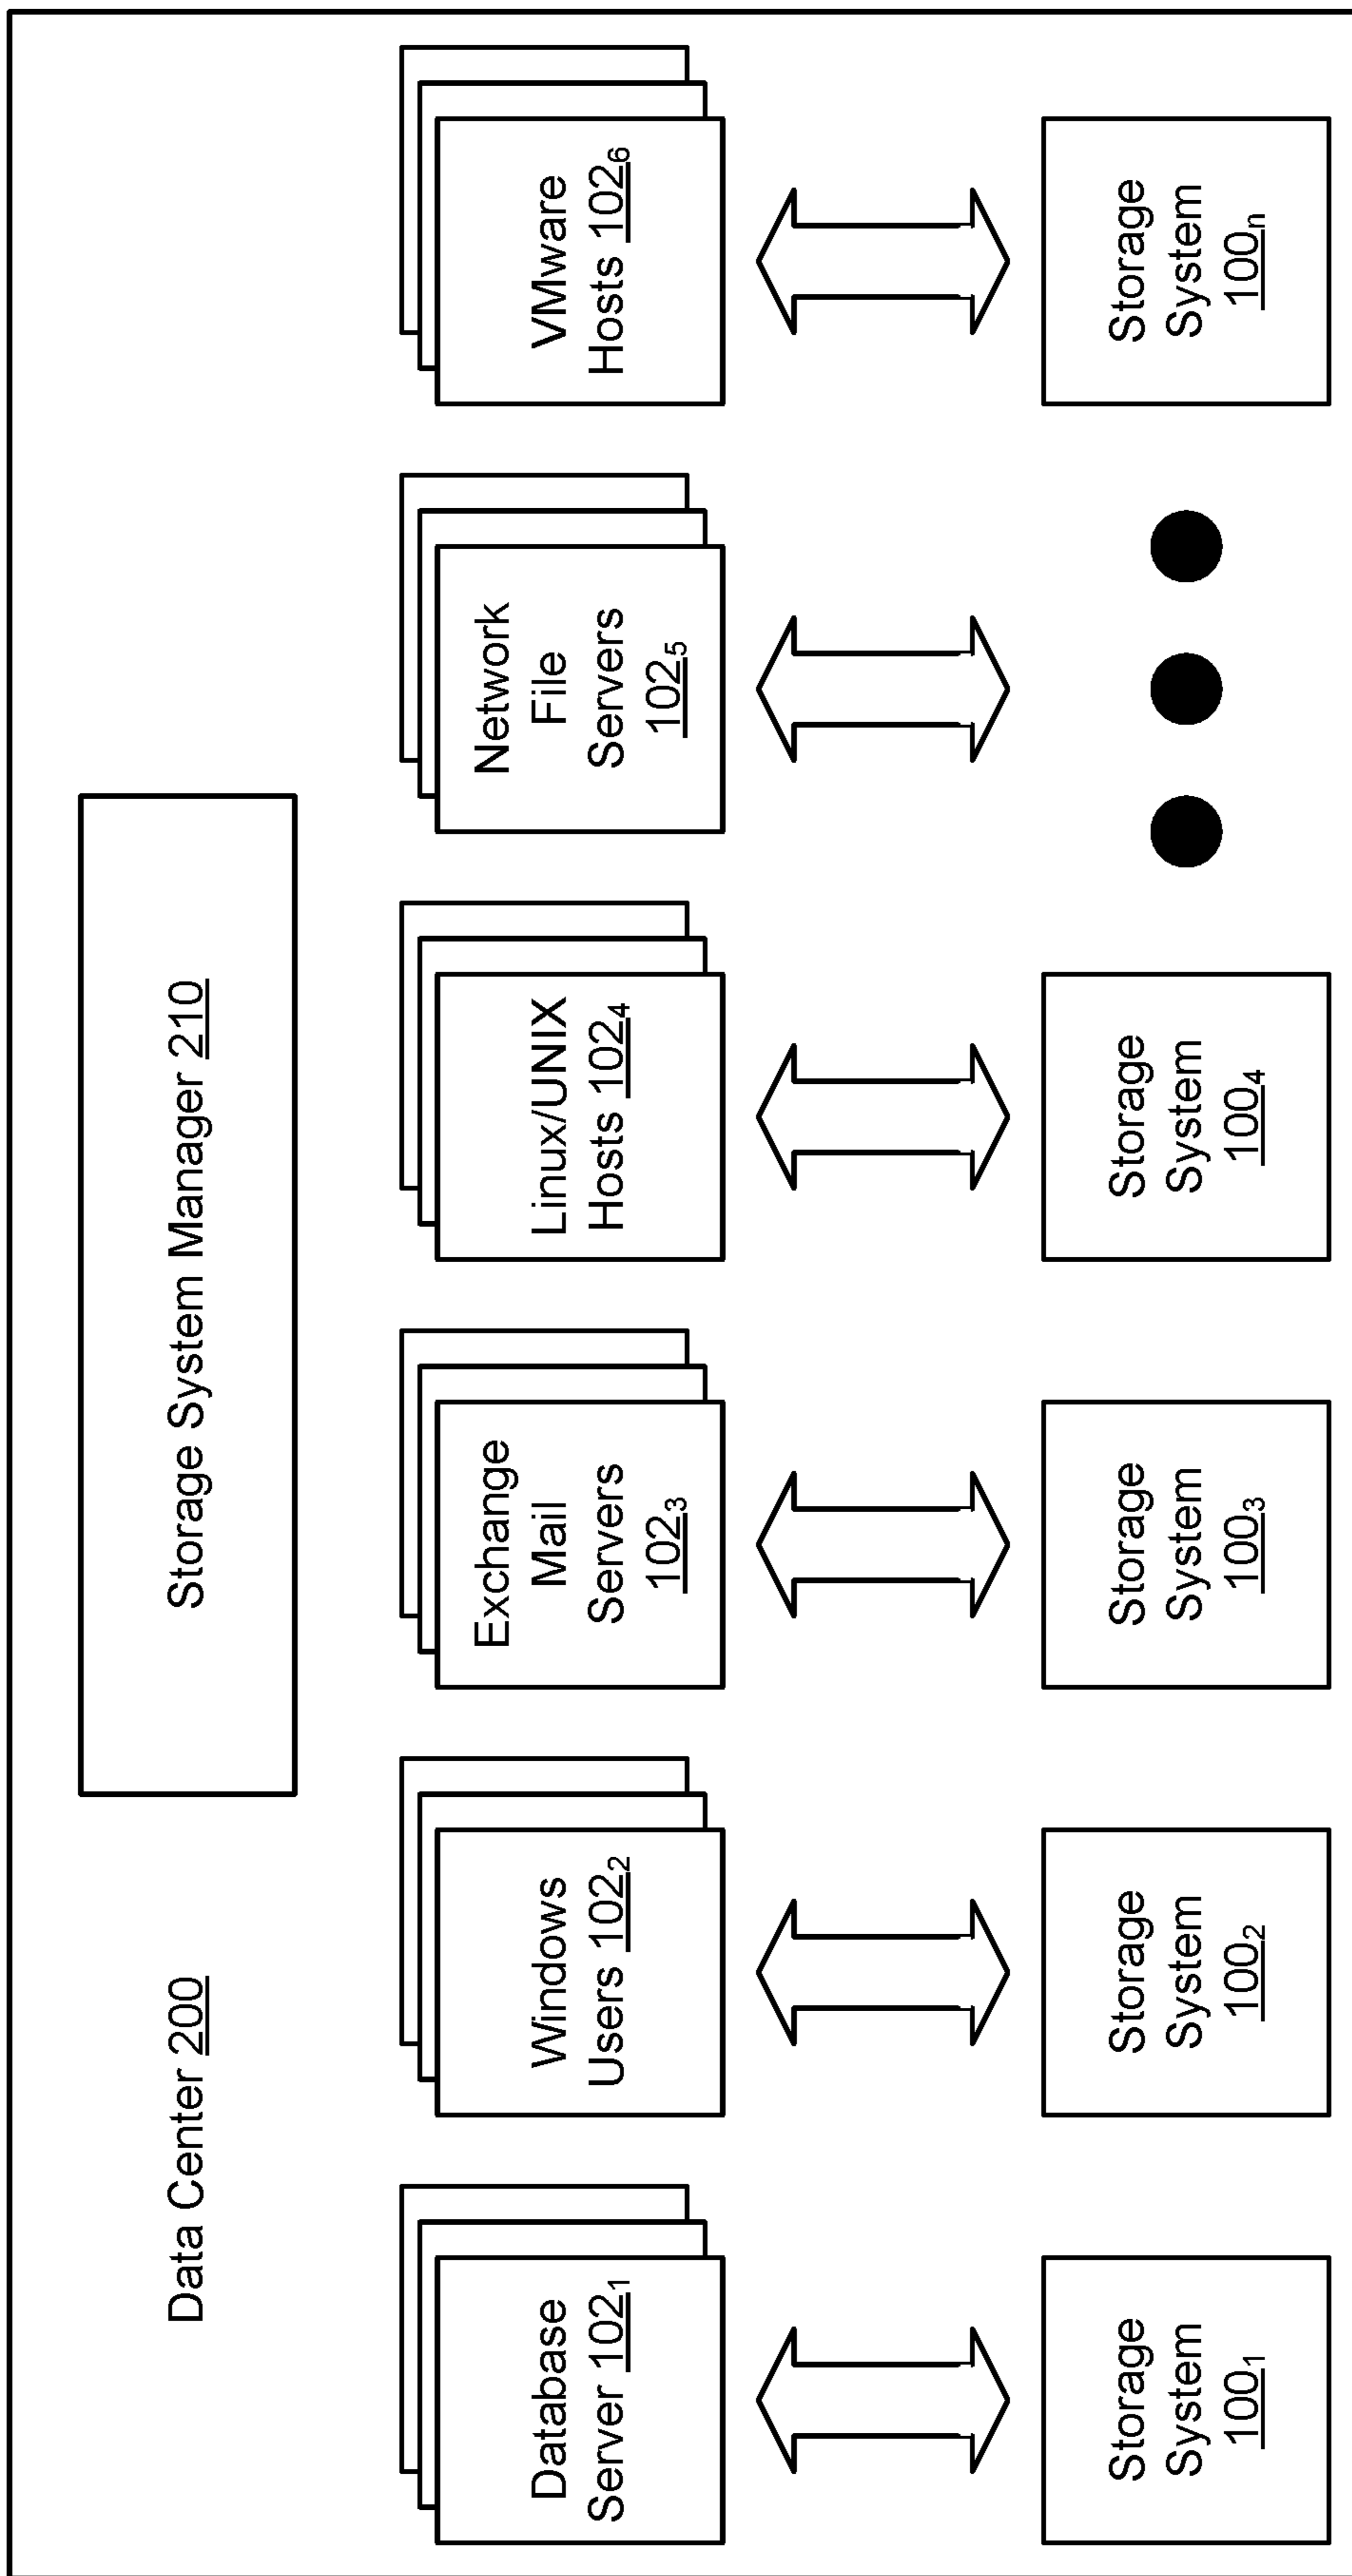 Data Center 200
Storage System Manager 210
Database
Server 102₁
Windows
Users 102₂
Exchange
Mail
Servers
102₃
Linux/UNIX
Hosts 102₄
Network
File
Servers
102₅
VMware
Hosts 102₆
Storage
System
100₁
Storage
System
100₂
Storage
System
100₃
Storage
System
100₄
Storage
System
100ₙ